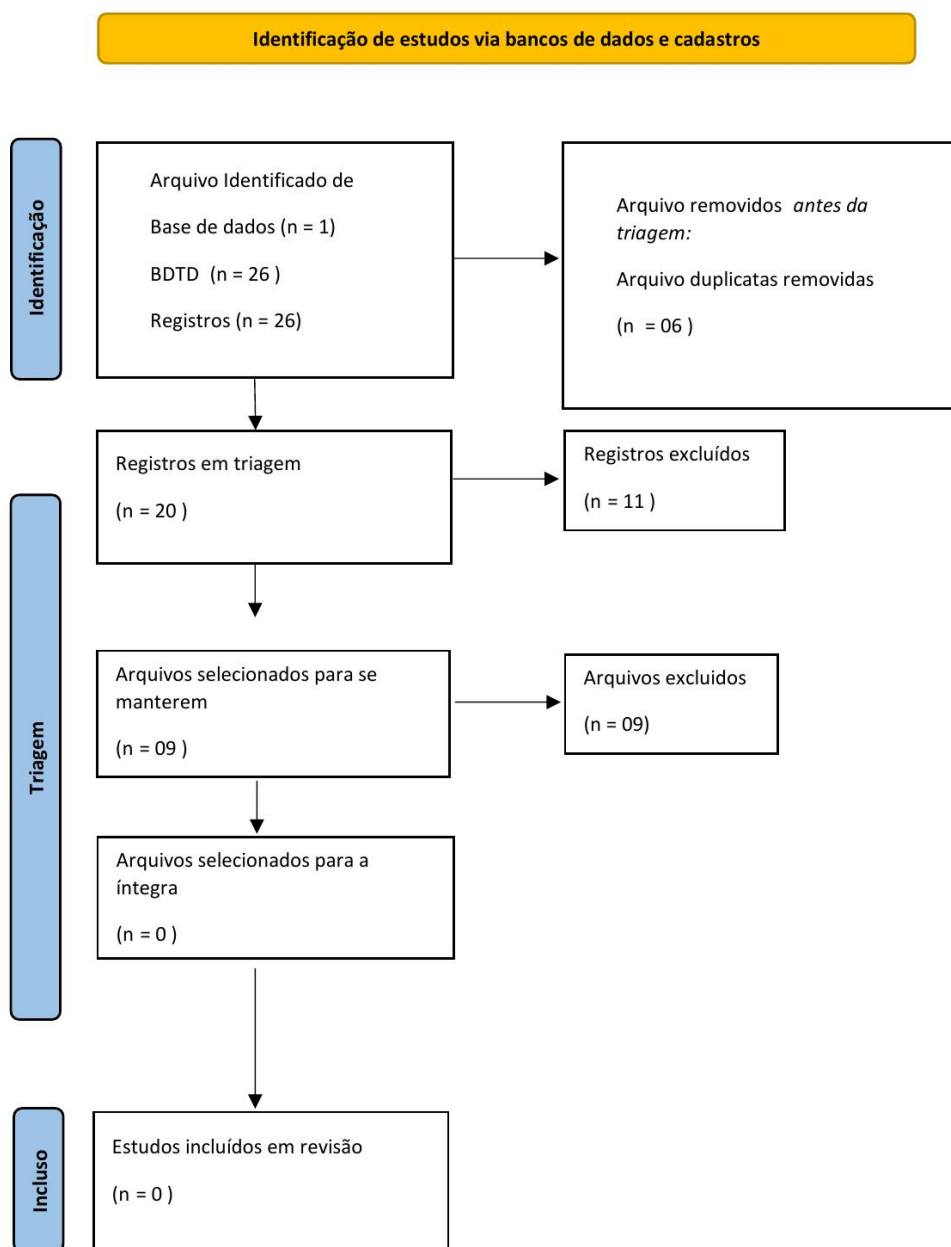 Identificação de estudos via bancos de dados e cadastros
Identificação
Arquivo Identificado de
Base de dados (n = 1)
BDTD (n = 26 )
Registros (n = 26)
Arquivo removidos antes da
triagem:
Arquivo duplicatas removidas
(n = 06 )
Triagem
Registros em triagem
(n = 20 )
Registros excluídos
(n = 11 )
Arquivos selecionados para se
manterem
(n = 09 )
Arquivos excluidos
(n = 09)
Arquivos selecionados para a
íntegra
(n = 0 )
Incluso
Estudos incluídos em revisão
(n = 0 )